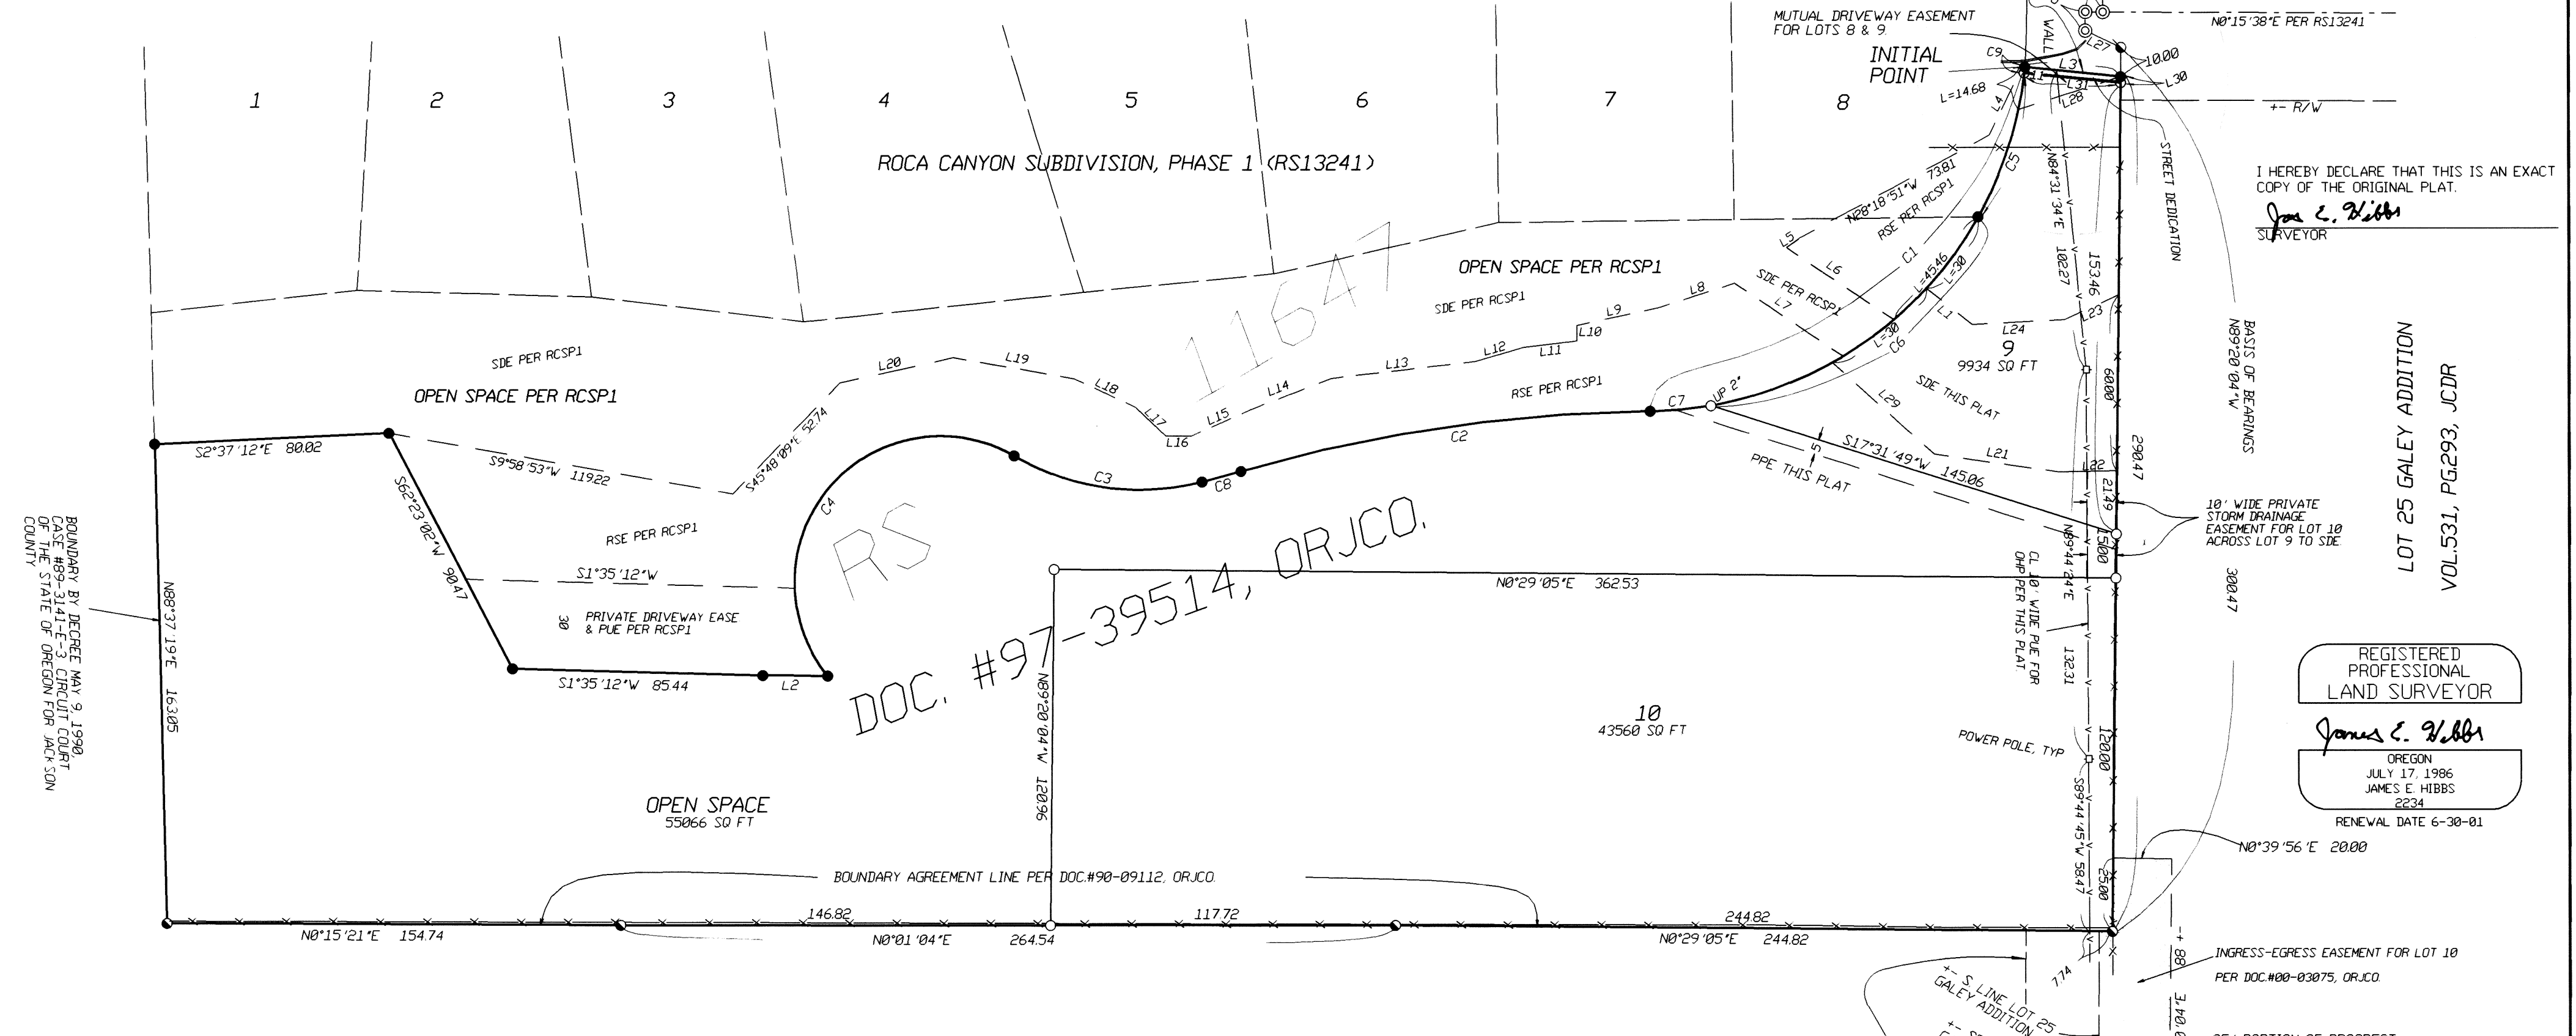 MUTUAL DRIVEWAY EASEMENT
FOR LOTS 8 & 9.
INITIAL
POINT
WALL
L27
N0°15'38"E PER RS13241
C9
L3
10.00
L30
L31
L28
L=14.68
L4
+- R/W
1
2
3
4
5
6
7
8
ROCA CANYON SUBDIVISION, PHASE 1 (RS13241)
I HEREBY DECLARE THAT THIS IS AN EXACT
COPY OF THE ORIGINAL PLAT.
Jas E. Hibbs
SURVEYOR
STREET DEDICATION
C5
N28°18'51"W 73.81
RSE PER RCSP1
N84°31'34"E 102.27
153.46
L5
L6
C1
L=45.46
L=30
L1
SDE PER RCSP1
L7
L=30
C6
L24
L23
9
9934 SQ FT
60.00
BASIS OF BEARINGS
N89°20'04"W 300.47
290.47
LOT 25 GALEY ADDITION
VOL.531, PG.293, JCDR
OPEN SPACE PER RCSP1
SDE PER RCSP1
11647
L8
L9
L10
L11
L12
L13
L14
L15
L16
L17
L18
L19
L20
SDE PER RCSP1
OPEN SPACE PER RCSP1
RSE PER RCSP1
C7
UP 2"
L29
SDE THIS PLAT
L21
L22
21.49
S17°31'49"W 145.06
5'
PPE THIS PLAT
15.00
10' WIDE PRIVATE
STORM DRAINAGE
EASEMENT FOR LOT 10
ACROSS LOT 9 TO SDE
S2°37'12"E 80.02
S9°58'53"W 119.22
S45°48'09"E 52.74
S62°23'02"W 90.47
C4
C3
C8
C2
RSE PER RCSP1
RS
S1°35'12"W
30
PRIVATE DRIVEWAY EASE
& PUE PER RCSP1
S1°35'12"W 85.44
L2
DOC. #97-39514, ORJCO.
BOUNDARY BY DECREE MAY 9, 1990,
CASE #89-3141-E-3 CIRCUIT COURT
OF THE STATE OF OREGON FOR JACKSON
COUNTY
N88°37'19"E 163.05
N0°29'05"E 362.53
N89°20'04"W 120.96
CL 10' WIDE PUE FOR
OHP PER THIS PLAT
N89°44'24"E 132.31
10
43560 SQ FT
POWER POLE, TYP
120.00
S89°44'45"W 58.47
25.00
REGISTERED
PROFESSIONAL
LAND SURVEYOR
James E. Hibbs
OREGON
JULY 17, 1986
JAMES E. HIBBS
2234
RENEWAL DATE 6-30-01
N0°39'56"E 20.00
OPEN SPACE
55066 SQ FT
BOUNDARY AGREEMENT LINE PER DOC.#90-09112, ORJCO.
146.82
117.72
244.82
N0°15'21"E 154.74
N0°01'04"E 264.54
N0°29'05"E 244.82
7.74
+- 88
INGRESS-EGRESS EASEMENT FOR LOT 10
PER DOC.#00-03075, ORJCO.
+- S. LINE LOT 25
GALEY ADDITION